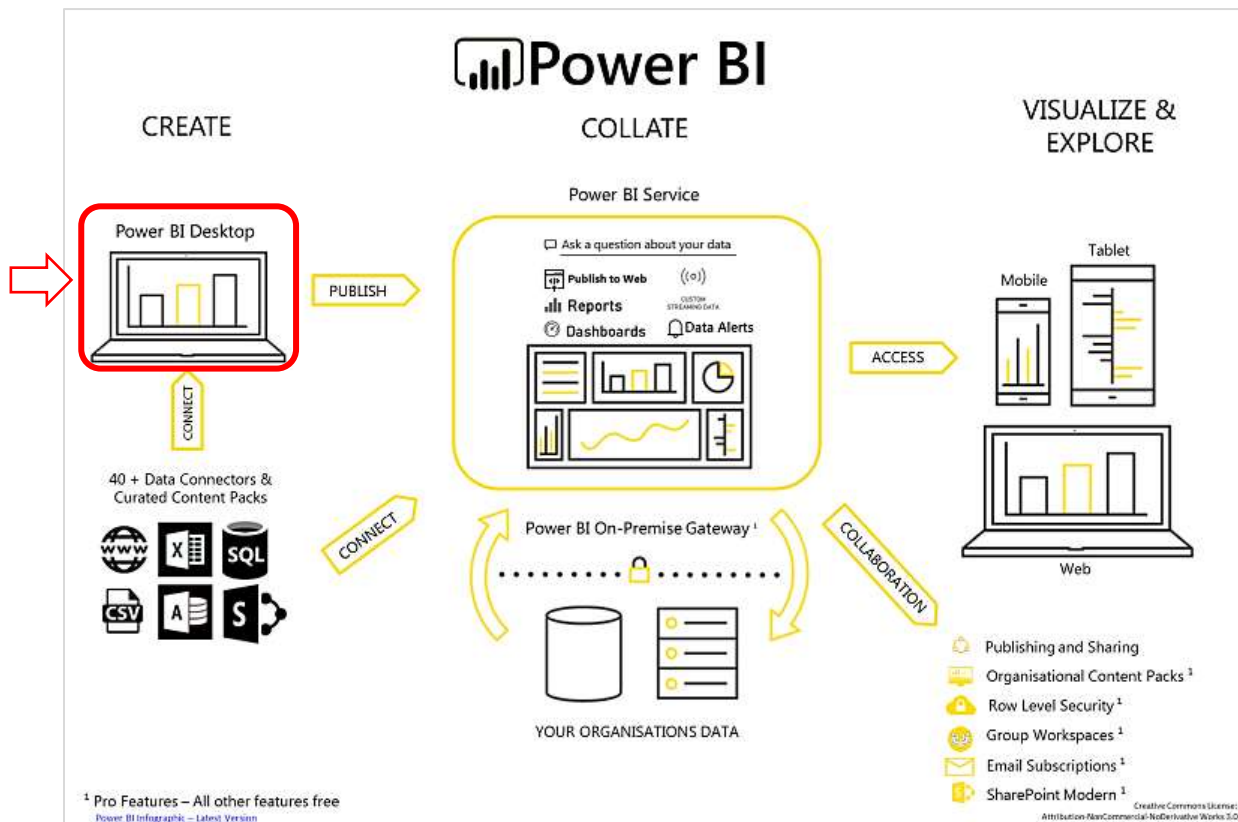 Power BI
CREATE
COLLATE
VISUALIZE &
EXPLORE
Power BI Desktop
PUBLISH
CONNECT
40 + Data Connectors &
Curated Content Packs
WWW
X
SQL
CSV
A
S
CONNECT
Power BI Service
Ask a question about your data
Publish to Web
((o))
CUSTOM
STREAMING DATA
Reports
Dashboards
Data Alerts
Power BI On-Premise Gateway ¹
YOUR ORGANISATIONS DATA
ACCESS
COLLABORATION
Mobile
Tablet
Web
Publishing and Sharing
Organisational Content Packs ¹
Row Level Security ¹
Group Workspaces ¹
Email Subscriptions ¹
SharePoint Modern ¹
¹ Pro Features – All other features free
Power BI Infographic – Latest Version
Creative Commons License:
Attribution-NonCommercial-NoDerivative Works 3.0